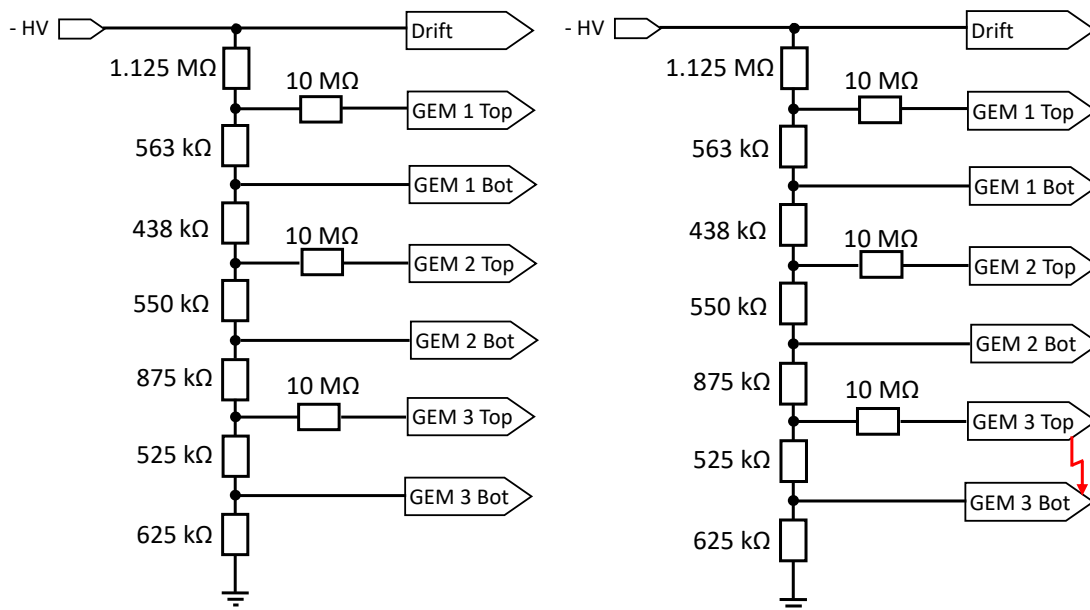 - HV
Drift
1.125 MΩ
10 MΩ
GEM 1 Top
563 kΩ
GEM 1 Bot
438 kΩ
10 MΩ
GEM 2 Top
550 kΩ
GEM 2 Bot
875 kΩ
10 MΩ
GEM 3 Top
525 kΩ
GEM 3 Bot
625 kΩ
- HV
Drift
1.125 MΩ
10 MΩ
GEM 1 Top
563 kΩ
GEM 1 Bot
438 kΩ
10 MΩ
GEM 2 Top
550 kΩ
GEM 2 Bot
875 kΩ
10 MΩ
GEM 3 Top
525 kΩ
GEM 3 Bot
625 kΩ